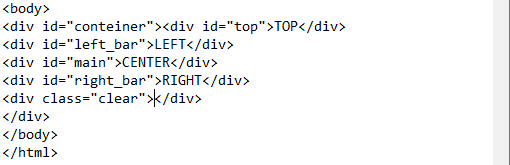 <body>
<div id="conteiner"><div id="top">TOP</div>
<div id="left_bar">LEFT</div>
<div id="main">CENTER</div>
<div id="right_bar">RIGHT</div>
<div class="clear"></div>
</div>
</body>
</html>